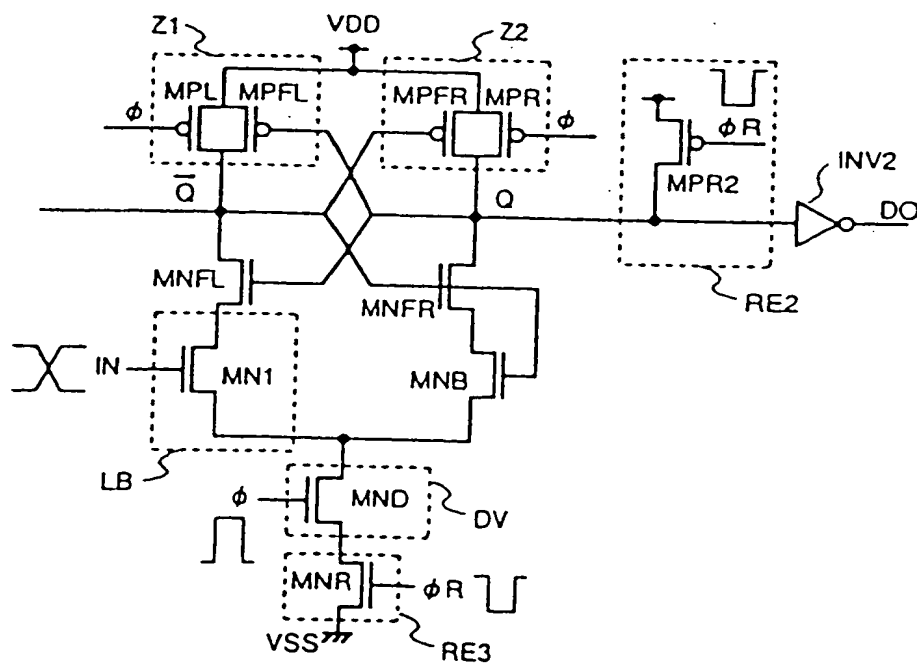 Z1
VDD
Z2
MPL MPFL
MPFR MPR
ϕ
ϕ
ϕR
MPR2
INV2
Q̅
Q
DO
RE2
MNFL
MNFR
IN
MN1
MNB
LB
ϕ
MND
DV
MNR
ϕR
VSS
RE3